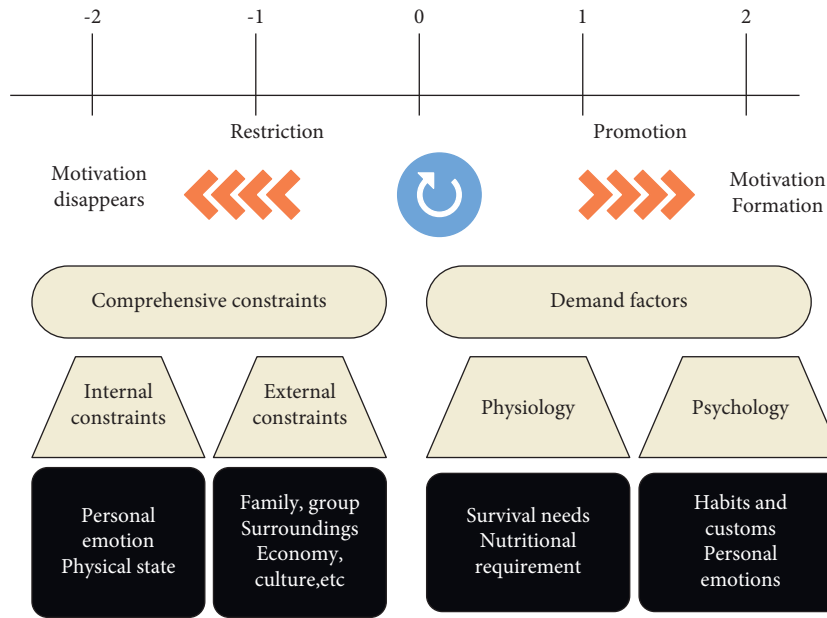 -2 -1 0 1 2
Restriction Promotion
Motivation
disappears
Motivation
Formation
Comprehensive constraints
Demand factors
Internal
constraints
External
constraints
Physiology
Psychology
Personal
emotion
Physical state
Family, group
Surroundings
Economy,
culture,etc
Survival needs
Nutritional
requirement
Habits and
customs
Personal
emotions